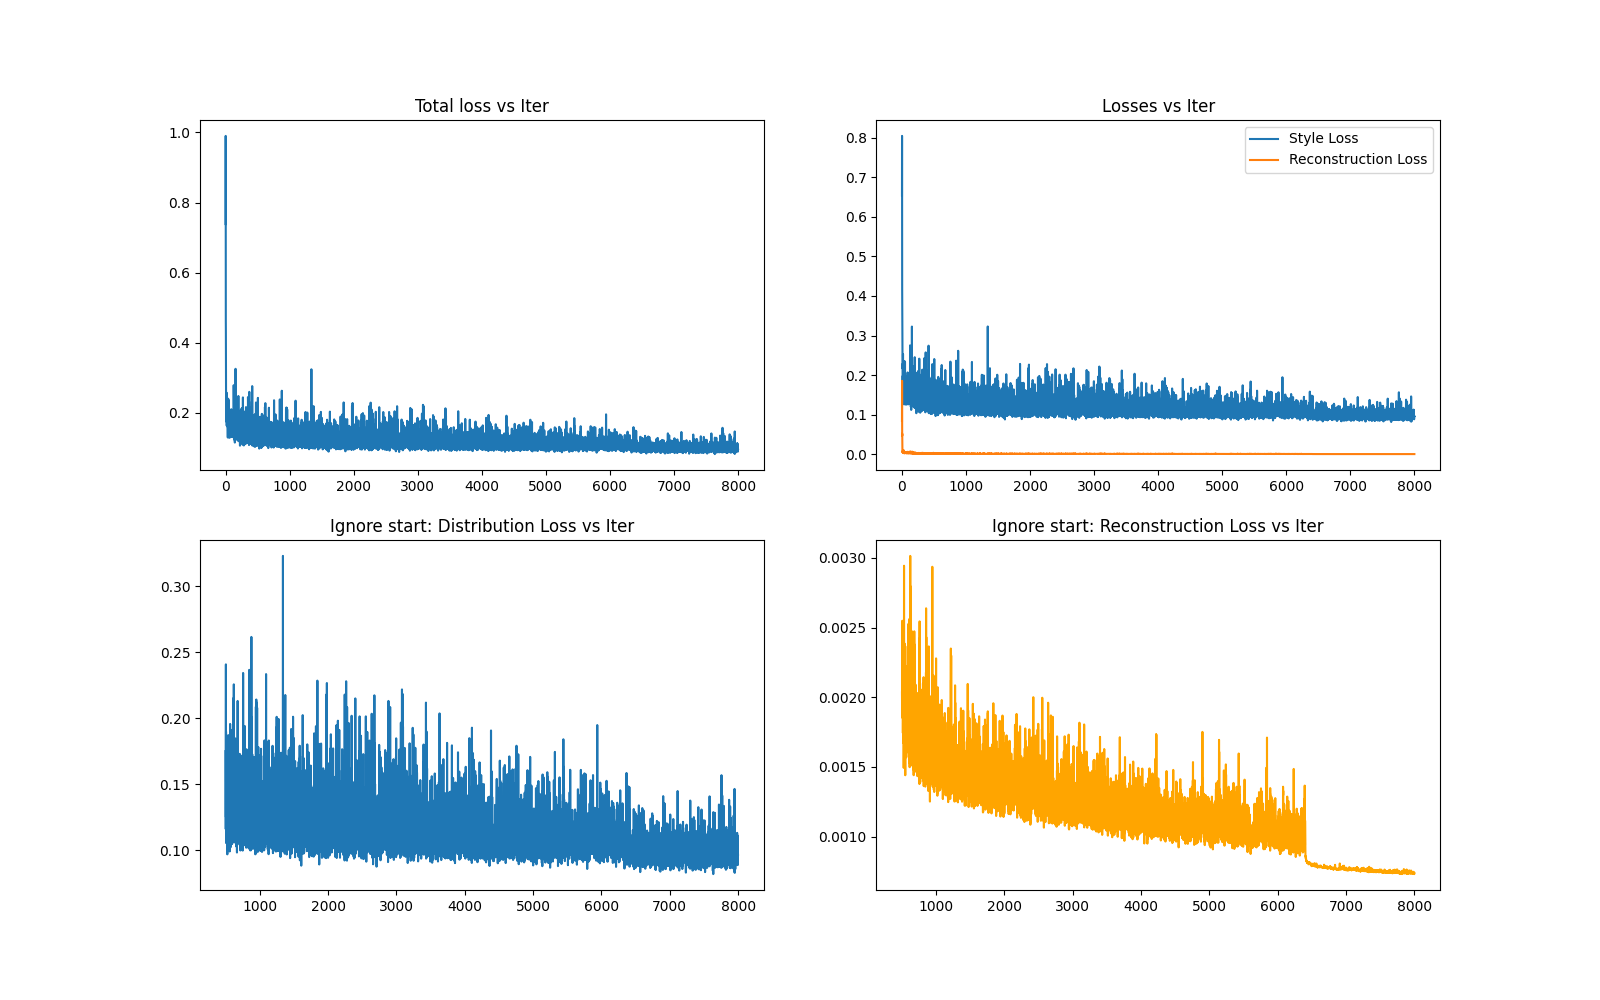 Total loss vs Iter
1.0
0.8
0.6
0.4
0.2
0 1000 2000 3000 4000 5000 6000 7000 8000
Losses vs Iter
Style Loss
Reconstruction Loss
0.8
0.7
0.6
0.5
0.4
0.3
0.2
0.1
0.0
0 1000 2000 3000 4000 5000 6000 7000 8000
Ignore start: Distribution Loss vs Iter
0.30
0.25
0.20
0.15
0.10
1000 2000 3000 4000 5000 6000 7000 8000
Ignore start: Reconstruction Loss vs Iter
0.0030
0.0025
0.0020
0.0015
0.0010
1000 2000 3000 4000 5000 6000 7000 8000